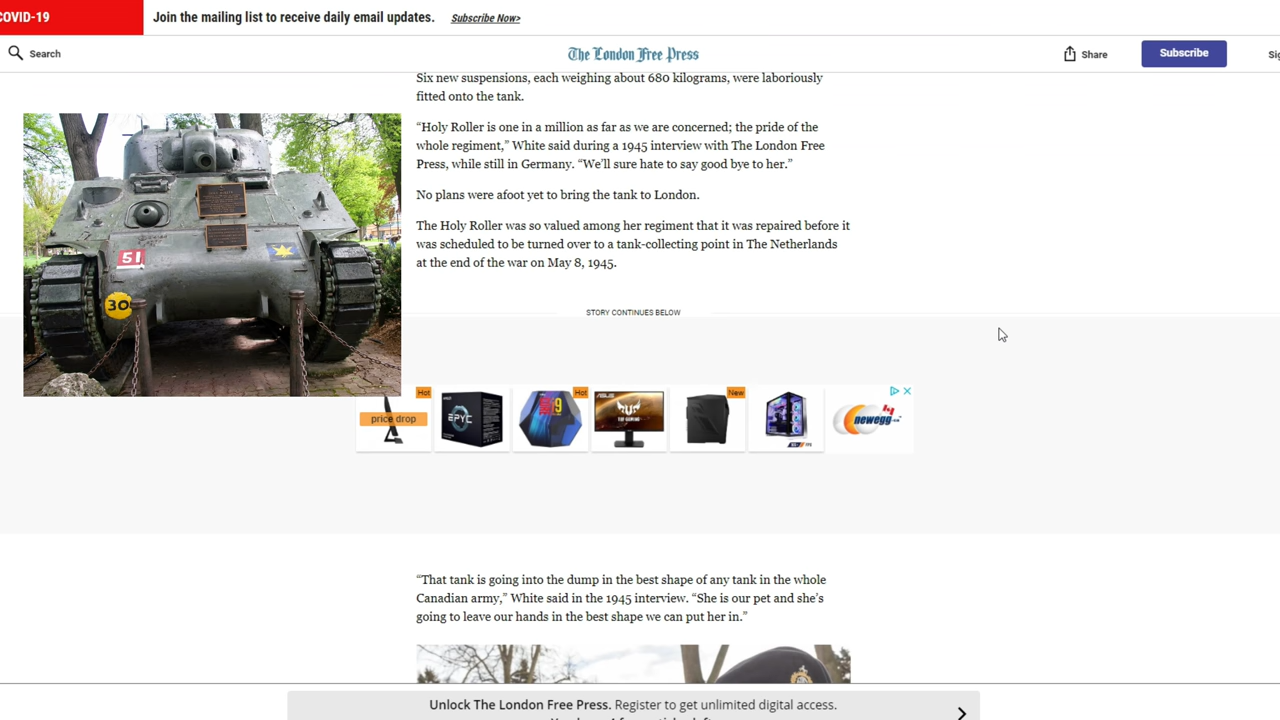 COVID-19
Join the mailing list to receive daily email updates. Subscribe Now>
Search
The London Free Press
Share
Subscribe
Six new suspensions, each weighing about 680 kilograms, were laboriously
fitted onto the tank.
“Holy Roller is one in a million as far as we are concerned; the pride of the
whole regiment,” White said during a 1945 interview with The London Free
Press, while still in Germany. “We’ll sure hate to say good bye to her.”
No plans were afoot yet to bring the tank to London.
The Holy Roller was so valued among her regiment that it was repaired before it
was scheduled to be turned over to a tank-collecting point in The Netherlands
at the end of the war on May 8, 1945.
51
30
STORY CONTINUES BELOW
Hot
Hot
New
price drop
EPYC
i9
ASUS
newegg
“That tank is going into the dump in the best shape of any tank in the whole
Canadian army,” White said in the 1945 interview. “She is our pet and she’s
going to leave our hands in the best shape we can put her in.”
Unlock The London Free Press. Register to get unlimited digital access.